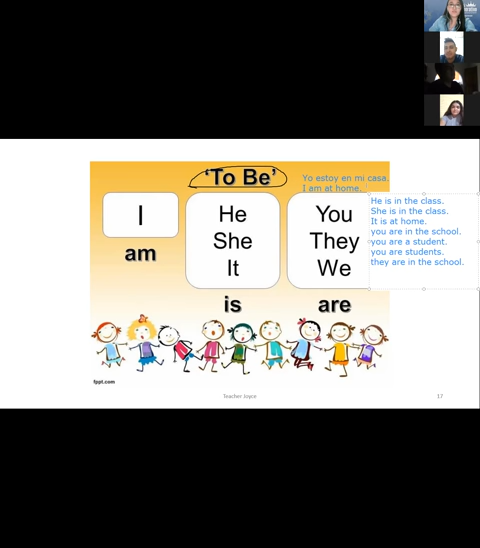 'To Be'
Yo estoy en mi casa.
I am at home.
I
am
He
She
It
is
You
They
We
are
He is in the class.
She is in the class.
It is at home.
you are in the school.
you are a student.
you are students.
they are in the school.
fppt.com
Teacher Joyce
17